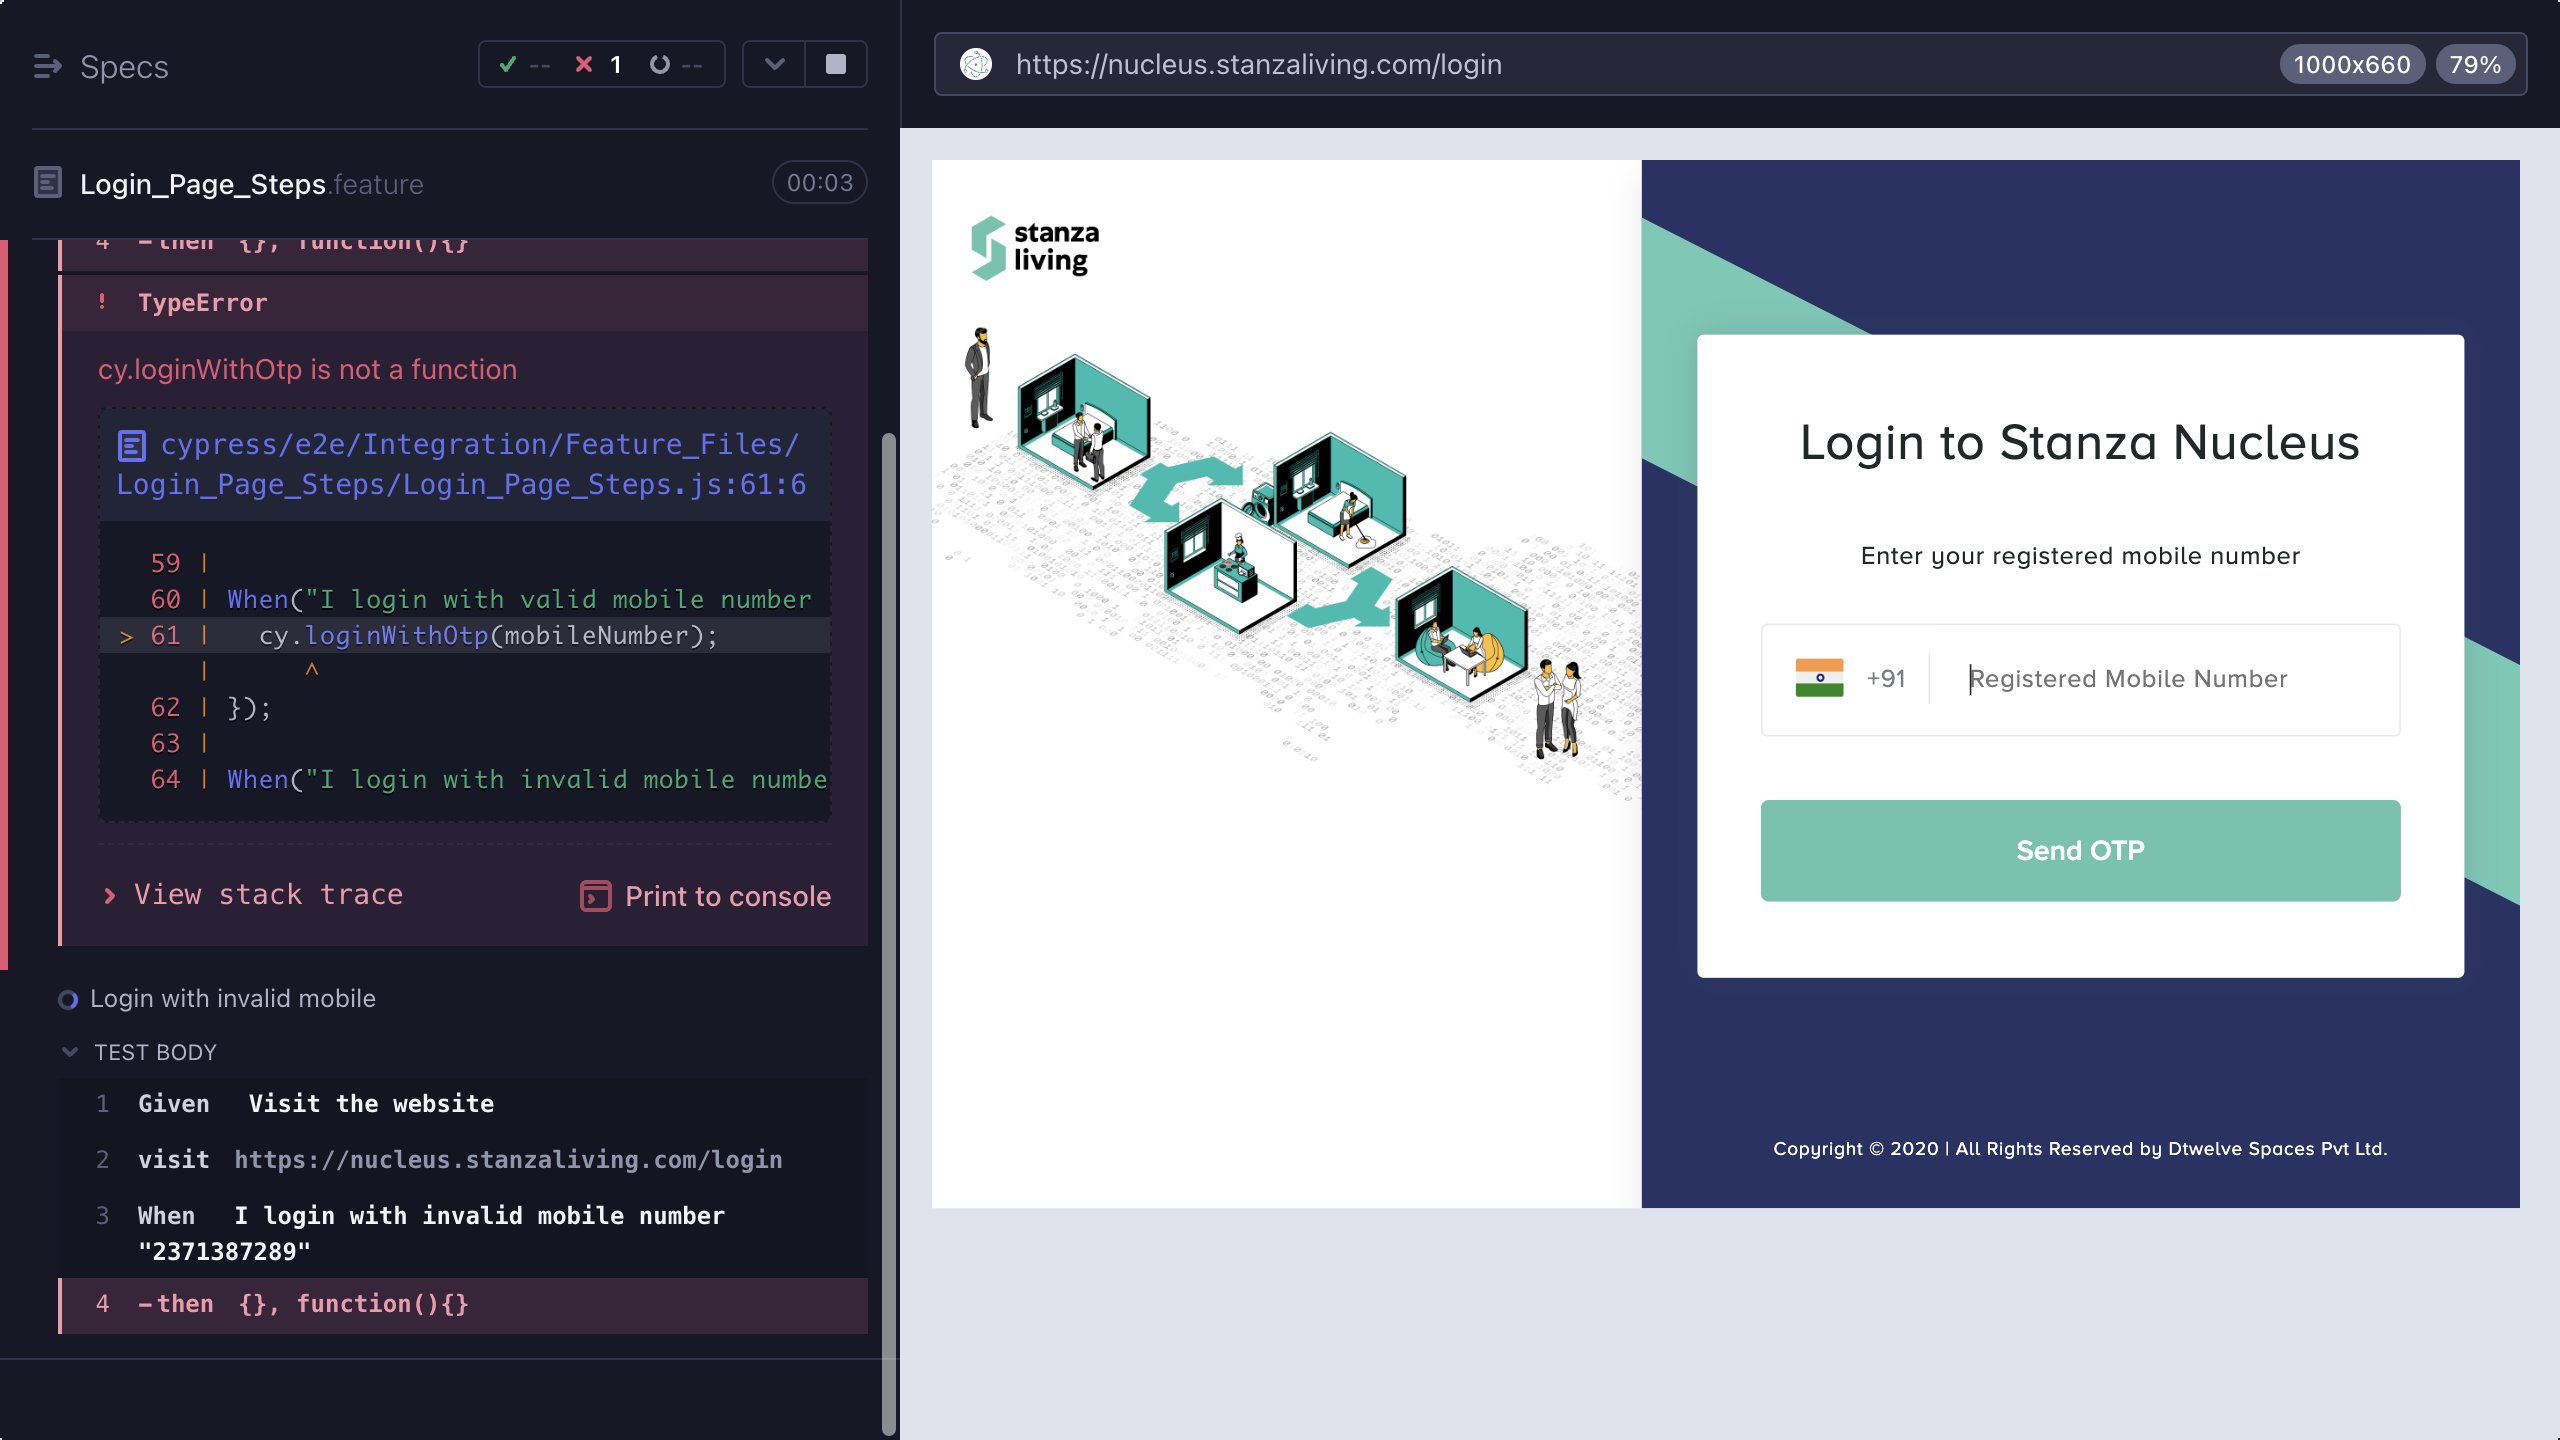 Specs
-- 1 --
Login_Page_Steps.feature
00:03
4 -then {}, function(){}
! TypeError
cy.loginWithOtp is not a function
cypress/e2e/Integration/Feature_Files/
Login_Page_Steps/Login_Page_Steps.js:61:6
59 |
60 | When("I login with valid mobile number
> 61 |   cy.loginWithOtp(mobileNumber);
|       ^
62 | });
63 |
64 | When("I login with invalid mobile numbe
View stack trace
Print to console
Login with invalid mobile
TEST BODY
1 Given Visit the website
2 visit https://nucleus.stanzaliving.com/login
3 When I login with invalid mobile number
"2371387289"
4 -then {}, function(){}
https://nucleus.stanzaliving.com/login
1000x660
79%
stanza
living
Login to Stanza Nucleus
Enter your registered mobile number
+91 Registered Mobile Number
Send OTP
Copyright © 2020 | All Rights Reserved by Dtwelve Spaces Pvt Ltd.